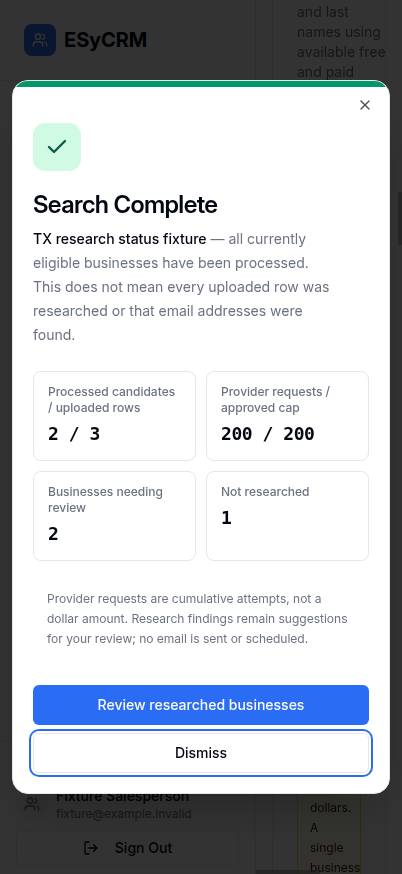 and last
names using
available free
and paid
ESyCRM
Search Complete
TX research status fixture — all currently
eligible businesses have been processed.
This does not mean every uploaded row was
researched or that email addresses were
found.
Processed candidates
/ uploaded rows
2 / 3
Provider requests /
approved cap
200 / 200
Businesses needing
review
2
Not researched
1
Provider requests are cumulative attempts, not a
dollar amount. Research findings remain suggestions
for your review; no email is sent or scheduled.
Review researched businesses
Dismiss
Fixture Salesperson
fixture@example.invalid
Sign Out
dollars.
A
single
business